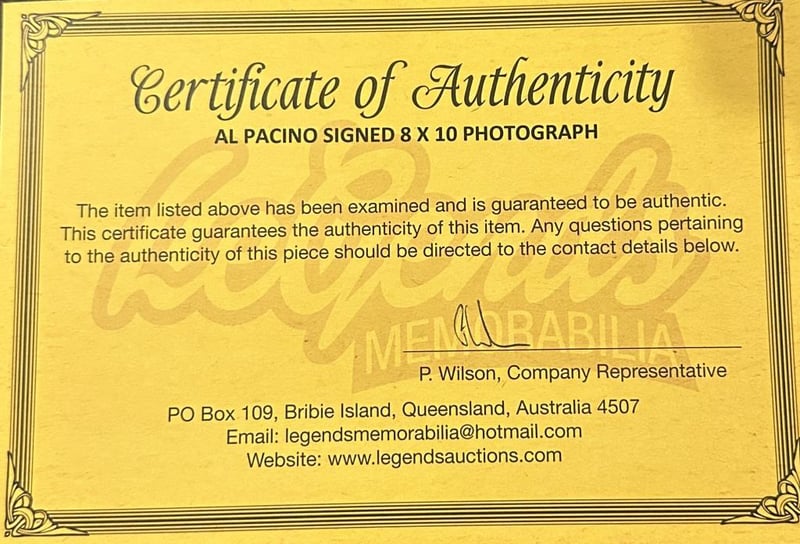 Certificate of Authenticity
AL PACINO SIGNED 8 X 10 PHOTOGRAPH
The item listed above has been examined and is guaranteed to be authentic.
This certificate guarantees the authenticity of this item. Any questions pertaining
to the authenticity of this piece should be directed to the contact details below.
Legends
MEMORABILIA
P. Wilson, Company Representative
PO Box 109, Bribie Island, Queensland, Australia 4507
Email: legendsmemorabilia@hotmail.com
Website: www.legendsauctions.com